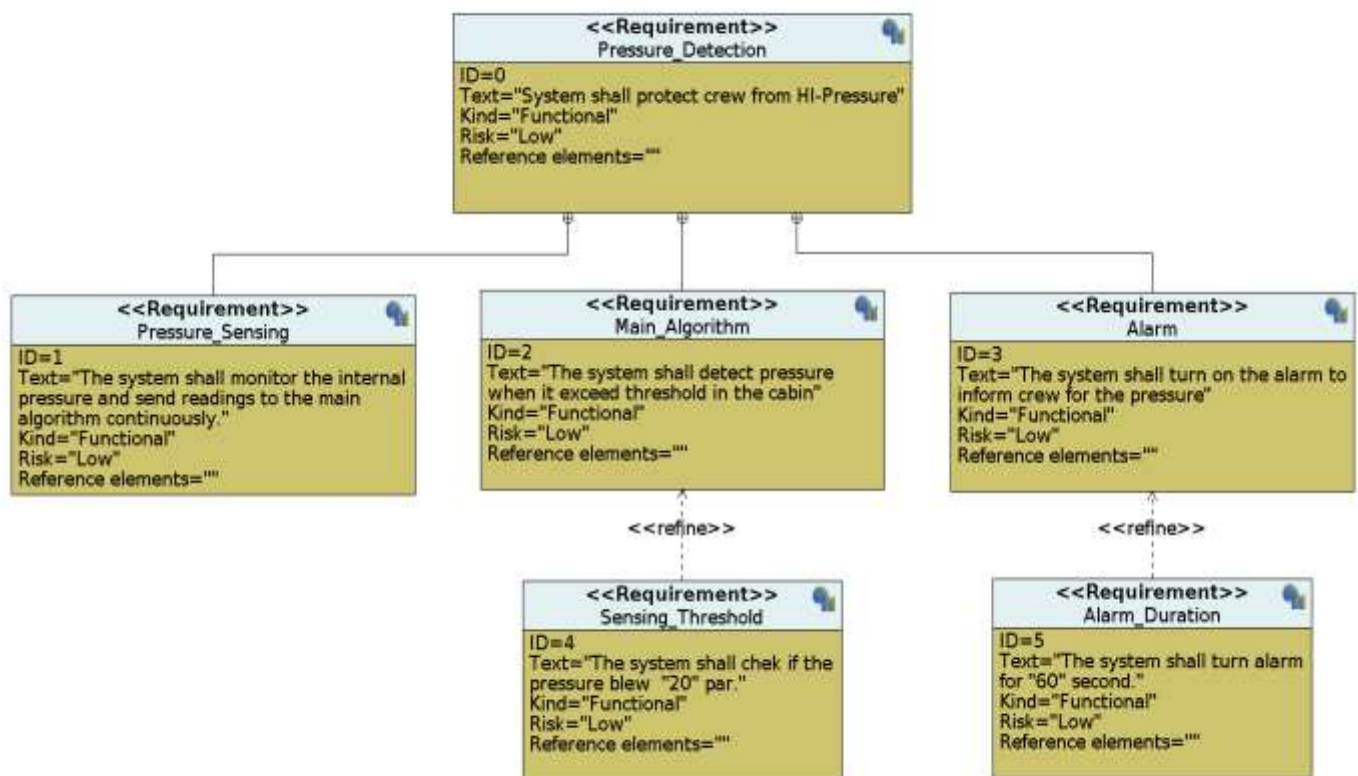 <<Requirement>>
Pressure_Detection
ID=0
Text="System shall protect crew from HI-Pressure"
Kind="Functional"
Risk="Low"
Reference elements=""
<<Requirement>>
Pressure_Sensing
ID=1
Text="The system shall monitor the internal
pressure and send readings to the main
algorithm continuously."
Kind="Functional"
Risk="Low"
Reference elements=""
<<Requirement>>
Main_Algorithm
ID=2
Text="The system shall detect pressure
when it exceed threshold in the cabin"
Kind="Functional"
Risk="Low"
Reference elements=""
<<Requirement>>
Alarm
ID=3
Text="The system shall turn on the alarm to
inform crew for the pressure"
Kind="Functional"
Risk="Low"
Reference elements=""
<<refine>>
<<refine>>
<<Requirement>>
Sensing_Threshold
ID=4
Text="The system shall chek if the
pressure blew "20" par."
Kind="Functional"
Risk="Low"
Reference elements=""
<<Requirement>>
Alarm_Duration
ID=5
Text="The system shall turn alarm
for "60" second."
Kind="Functional"
Risk="Low"
Reference elements=""